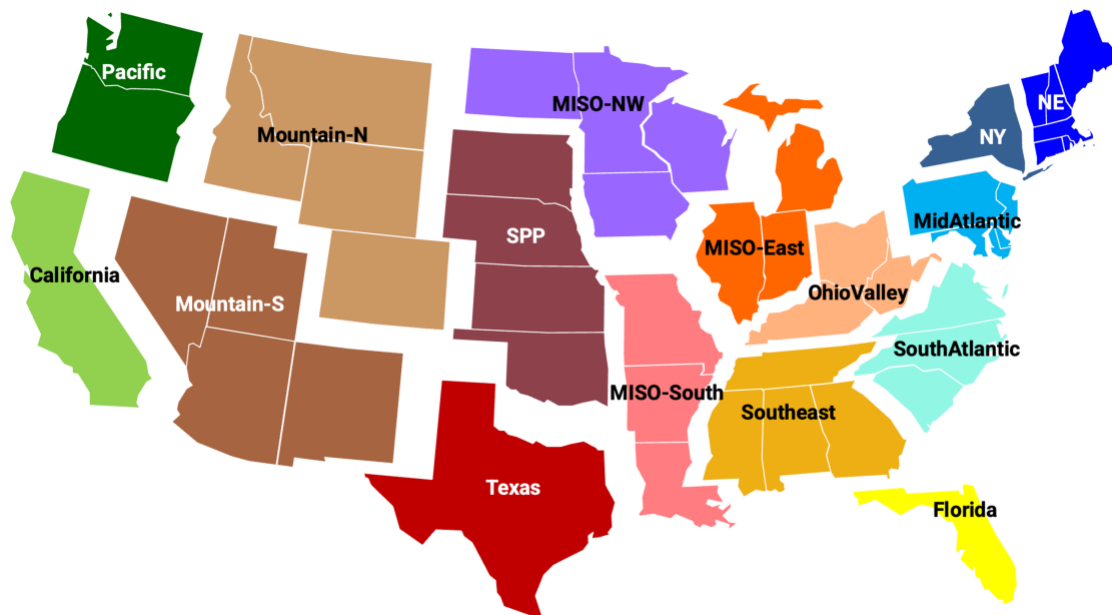 Pacific
MISO-NW
NE
Mountain-N
NY
MidAtlantic
SPP
MISO-East
California
OhioValley
Mountain-S
SouthAtlantic
MISO-South
Southeast
Texas
Florida